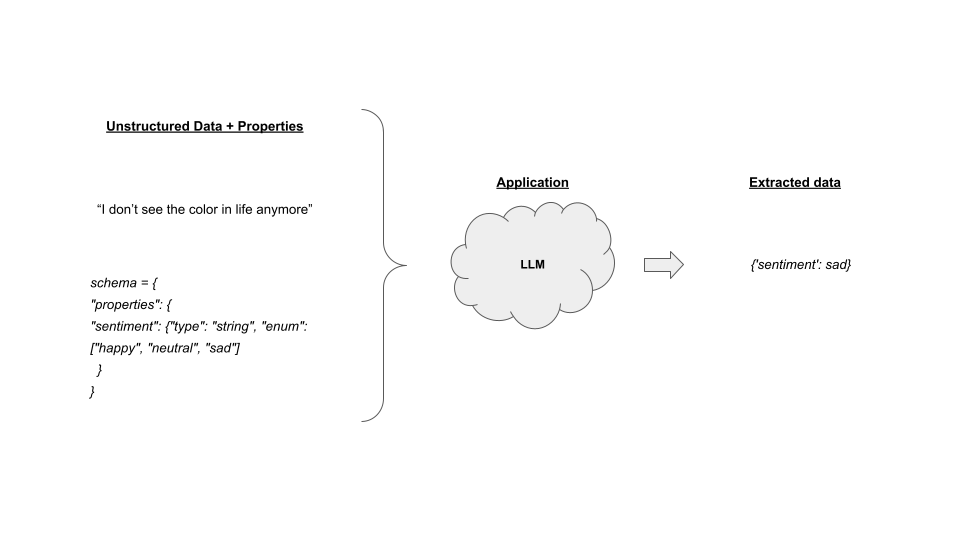 Unstructured Data + Properties
“I don’t see the color in life anymore”
schema = {
"properties": {
"sentiment": {"type": "string", "enum":
["happy", "neutral", "sad"]
}
}
Application
LLM
Extracted data
{'sentiment': sad}